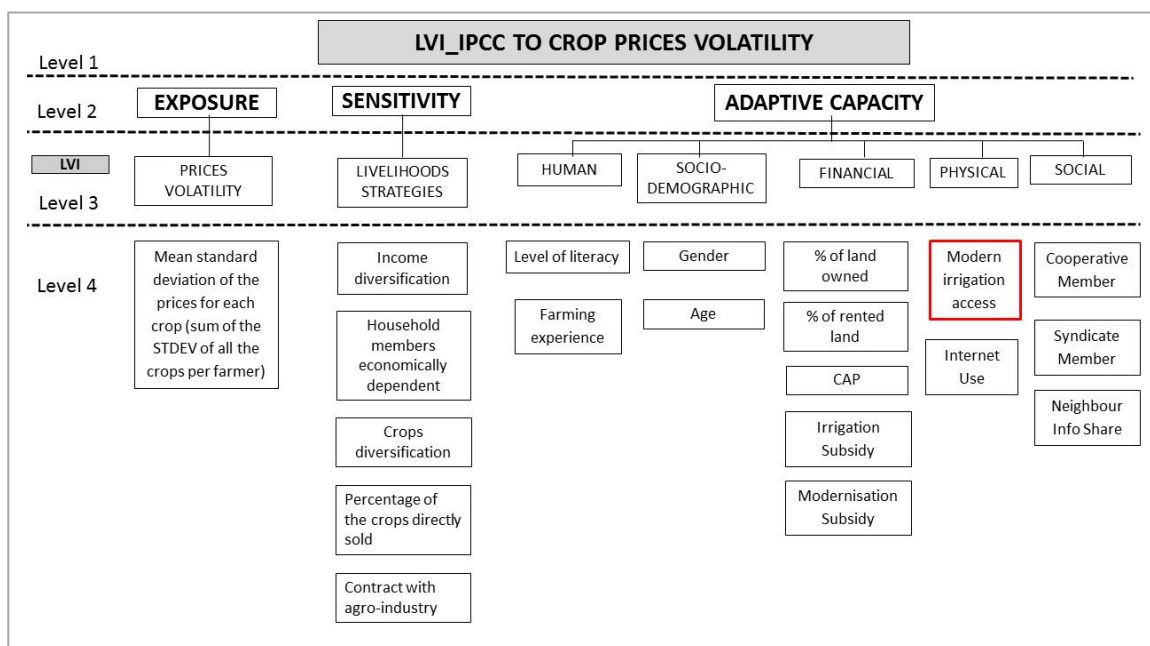 LVI_IPCC TO CROP PRICES VOLATILITY
Level 1
Level 2
EXPOSURE
SENSITIVITY
ADAPTIVE CAPACITY
LVI
Level 3
PRICES
VOLATILITY
LIVELIHOODS
STRATEGIES
HUMAN
SOCIO-
DEMOGRAPHIC
FINANCIAL
PHYSICAL
SOCIAL
Level 4
Mean standard
deviation of the
prices for each
crop (sum of the
STDEV of all the
crops per farmer)
Income
diversification
Household
members
economically
dependent
Crops
diversification
Percentage of
the crops directly
sold
Contract with
agro-industry
Level of literacy
Farming
experience
Gender
Age
% of land
owned
% of rented
land
CAP
Irrigation
Subsidy
Modernisation
Subsidy
Modern
irrigation
access
Internet
Use
Cooperative
Member
Syndicate
Member
Neighbour
Info Share